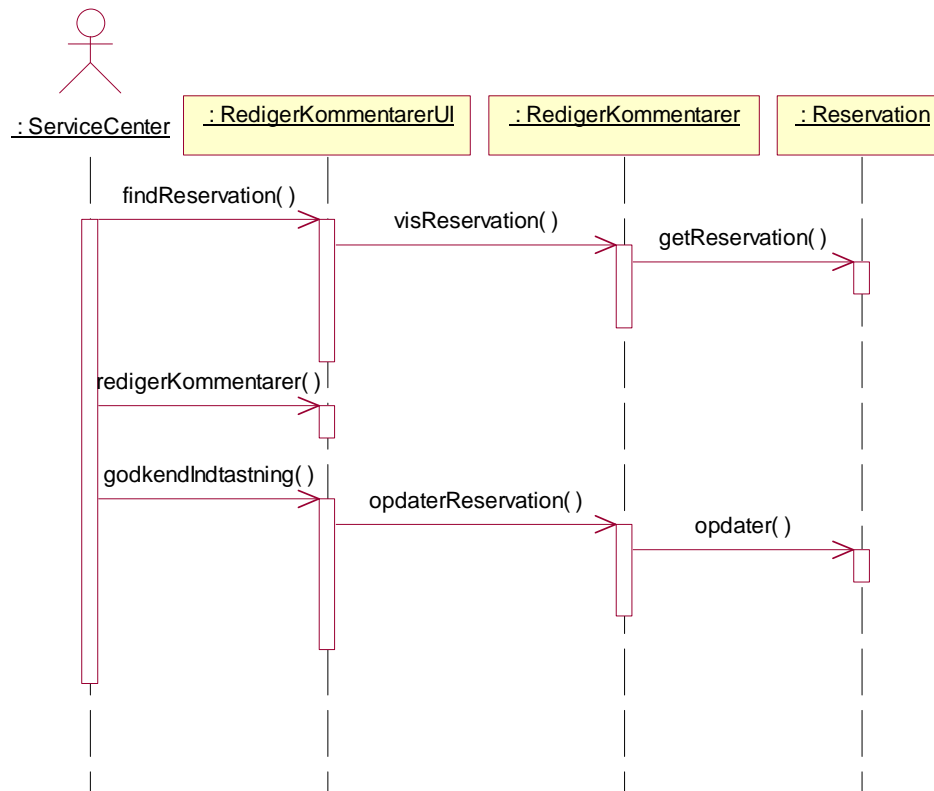 : ServiceCenter
: RedigerKommentarerUI
: RedigerKommentarer
: Reservation
findReservation( )
visReservation( )
getReservation( )
redigerKommentarer( )
godkendIndtastning( )
opdaterReservation( )
opdater( )